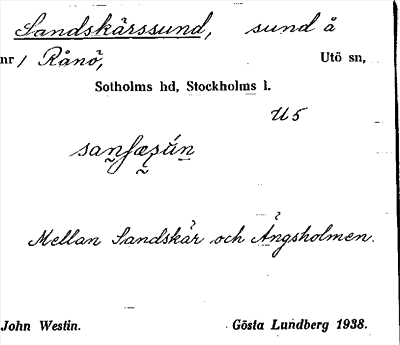 Sandskärssund, sund å
nr 1 Rånö, Utö sn,
Sotholms hd, Stockholms l.
U5
Mellan Sandskär och Ängsholmen.
John Westin. Gösta Lundberg 1938.